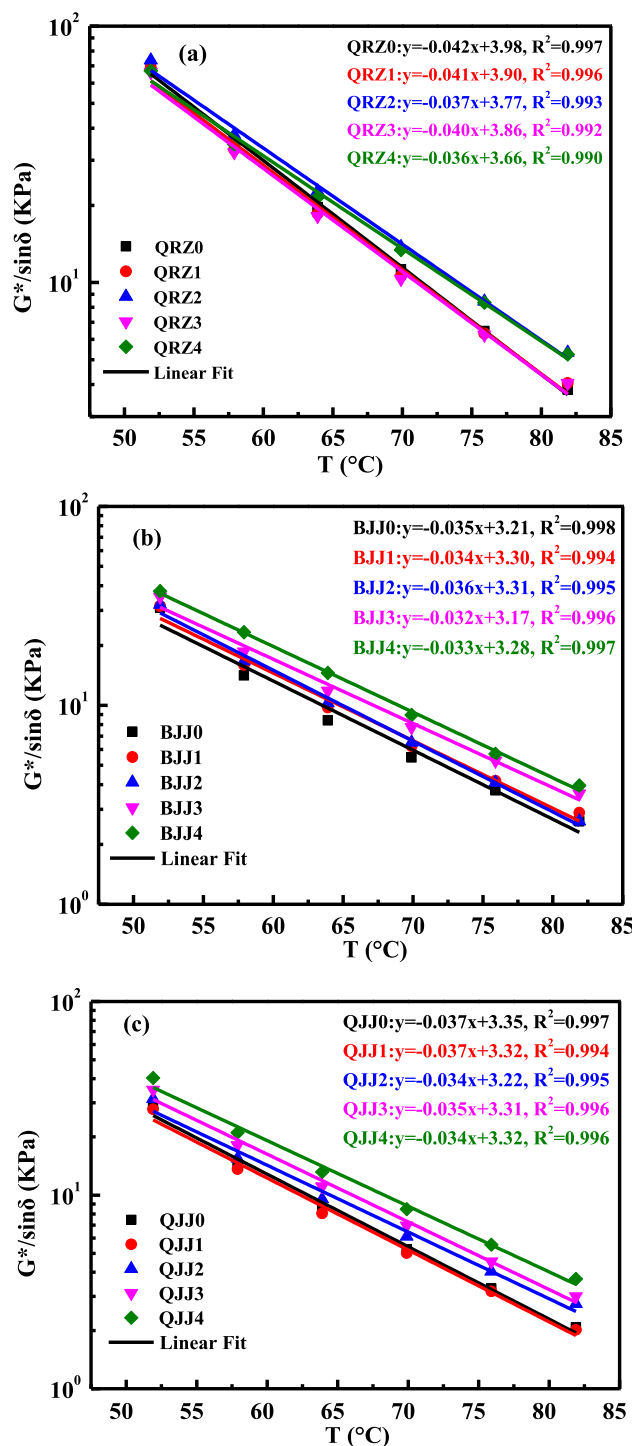 (a)
QRZ0:y=-0.042x+3.98, R²=0.997
QRZ1:y=-0.041x+3.90, R²=0.996
QRZ2:y=-0.037x+3.77, R²=0.993
QRZ3:y=-0.040x+3.86, R²=0.992
QRZ4:y=-0.036x+3.66, R²=0.990
10²
10¹
G*/sinδ (KPa)
QRZ0
QRZ1
QRZ2
QRZ3
QRZ4
Linear Fit
50 55 60 65 70 75 80 85
T (°C)
(b)
BJJ0:y=-0.035x+3.21, R²=0.998
BJJ1:y=-0.034x+3.30, R²=0.994
BJJ2:y=-0.036x+3.31, R²=0.995
BJJ3:y=-0.032x+3.17, R²=0.996
BJJ4:y=-0.033x+3.28, R²=0.997
10²
10¹
10⁰
G*/sinδ (KPa)
BJJ0
BJJ1
BJJ2
BJJ3
BJJ4
Linear Fit
50 55 60 65 70 75 80 85
T (°C)
(c)
QJJ0:y=-0.037x+3.35, R²=0.997
QJJ1:y=-0.037x+3.32, R²=0.994
QJJ2:y=-0.034x+3.22, R²=0.995
QJJ3:y=-0.035x+3.31, R²=0.996
QJJ4:y=-0.034x+3.32, R²=0.996
10²
10¹
10⁰
G*/sinδ (KPa)
QJJ0
QJJ1
QJJ2
QJJ3
QJJ4
Linear Fit
50 55 60 65 70 75 80 85
T (°C)